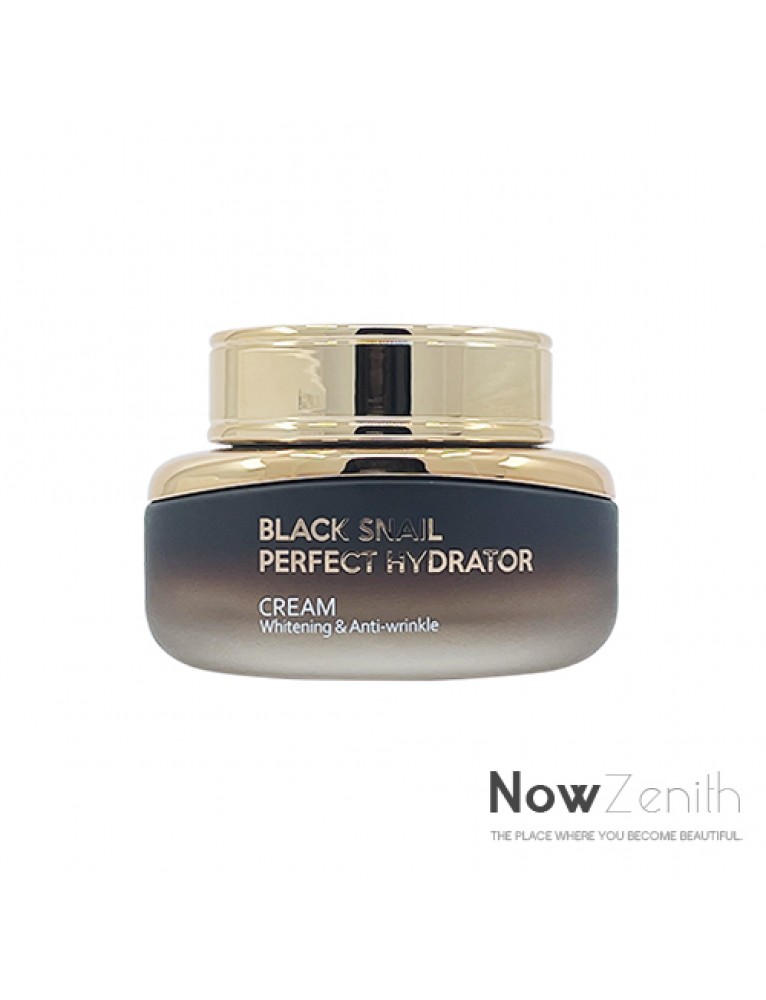 BLACK SNAIL
PERFECT HYDRATOR
CREAM
Whitening & Anti-wrinkle
NowZenith
THE PLACE WHERE YOU BECOME BEAUTIFUL.